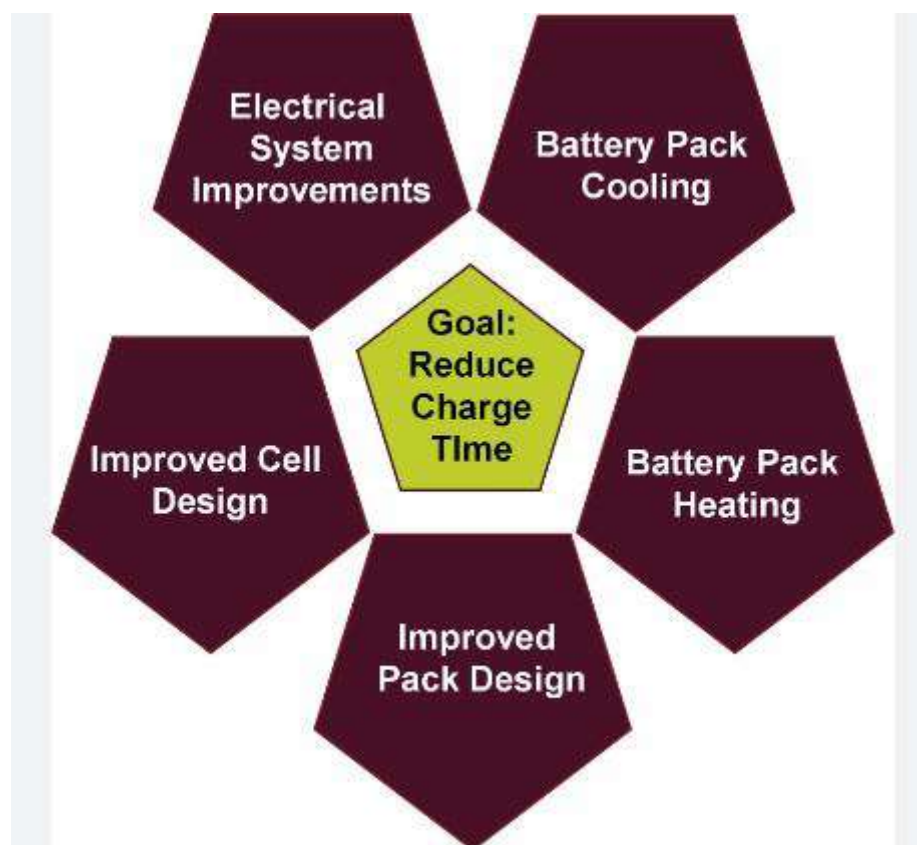 Electrical
System
Improvements
Battery Pack
Cooling
Goal:
Reduce
Charge
TIme
Improved Cell
Design
Battery Pack
Heating
Improved
Pack Design